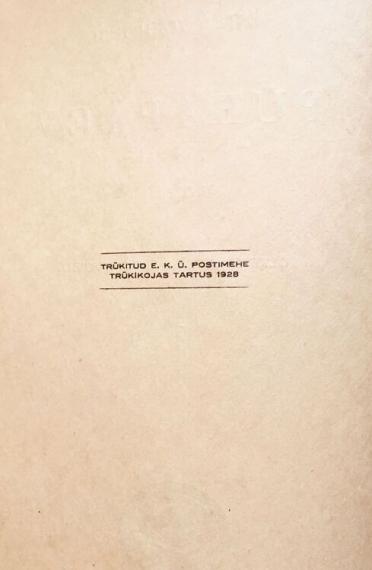 TRÜKITUD E. K. Ü. POSTIMEHE
TRÜKIKOJAS TARTUS 1928